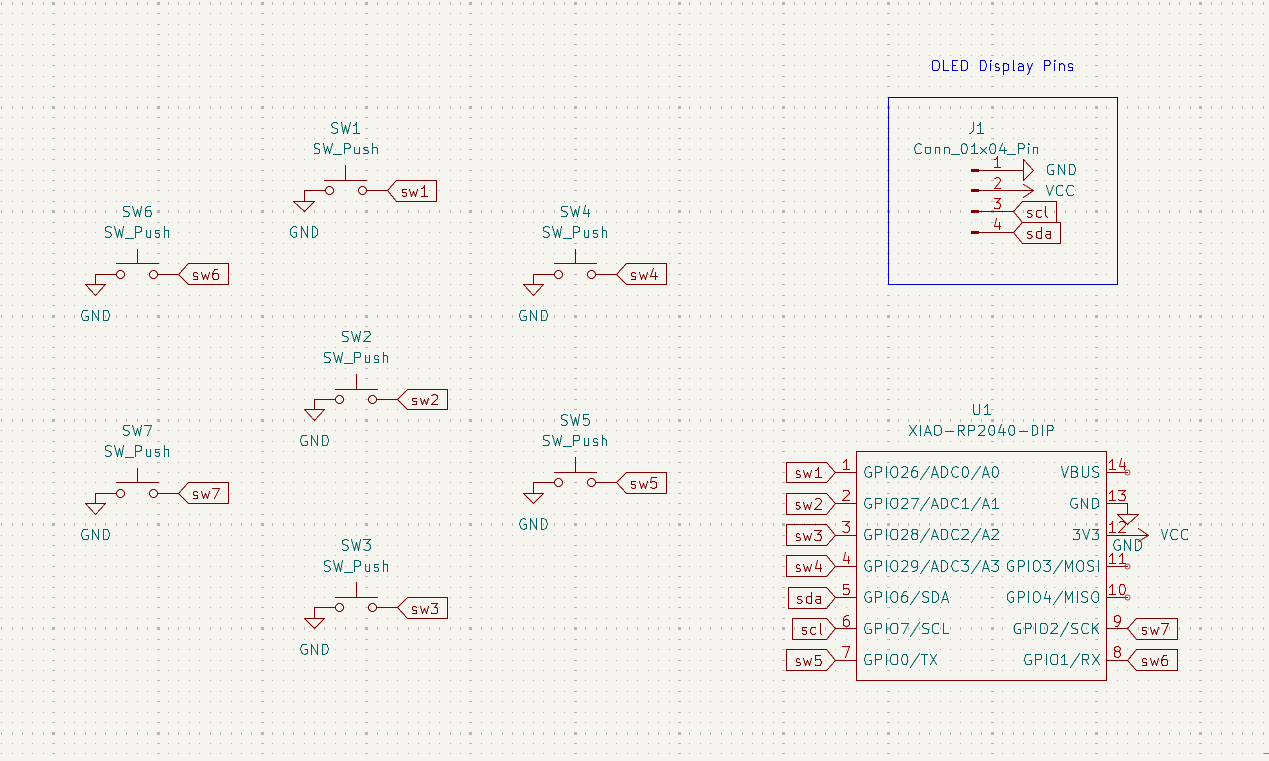 OLED Display Pins
J1
Conn_01x04_Pin
1 GND
2 VCC
3 scl
4 sda
SW1
SW_Push
sw1
GND
SW6
SW_Push
sw6
GND
SW4
SW_Push
sw4
GND
SW2
SW_Push
sw2
GND
SW7
SW_Push
sw7
GND
SW5
SW_Push
sw5
GND
SW3
SW_Push
sw3
GND
U1
XIAO-RP2040-DIP
sw1 1 GPIO26/ADC0/A0 VBUS 14
sw2 2 GPIO27/ADC1/A1 GND 13
sw3 3 GPIO28/ADC2/A2 3V3 12 VCC
GND
sw4 4 GPIO29/ADC3/A3 GPIO3/MOSI 11
sda 5 GPIO6/SDA GPIO4/MISO 10
scl 6 GPIO7/SCL GPIO2/SCK 9 sw7
sw5 7 GPIO0/TX GPIO1/RX 8 sw6